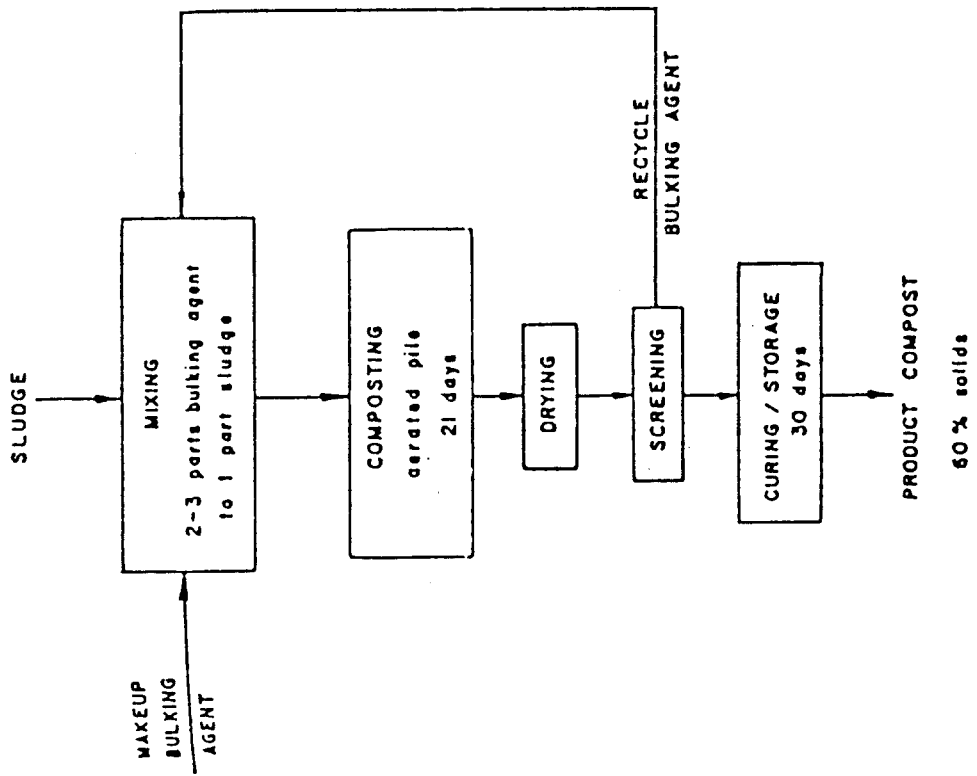 SLUDGE
MAKEUP
BULKING
AGENT
MIXING
2-3 parts bulking agent
to 1 part sludge
COMPOSTING
aerated pile
21 days
DRYING
SCREENING
RECYCLE
BULKING AGENT
CURING / STORAGE
30 days
PRODUCT COMPOST
60 % solids